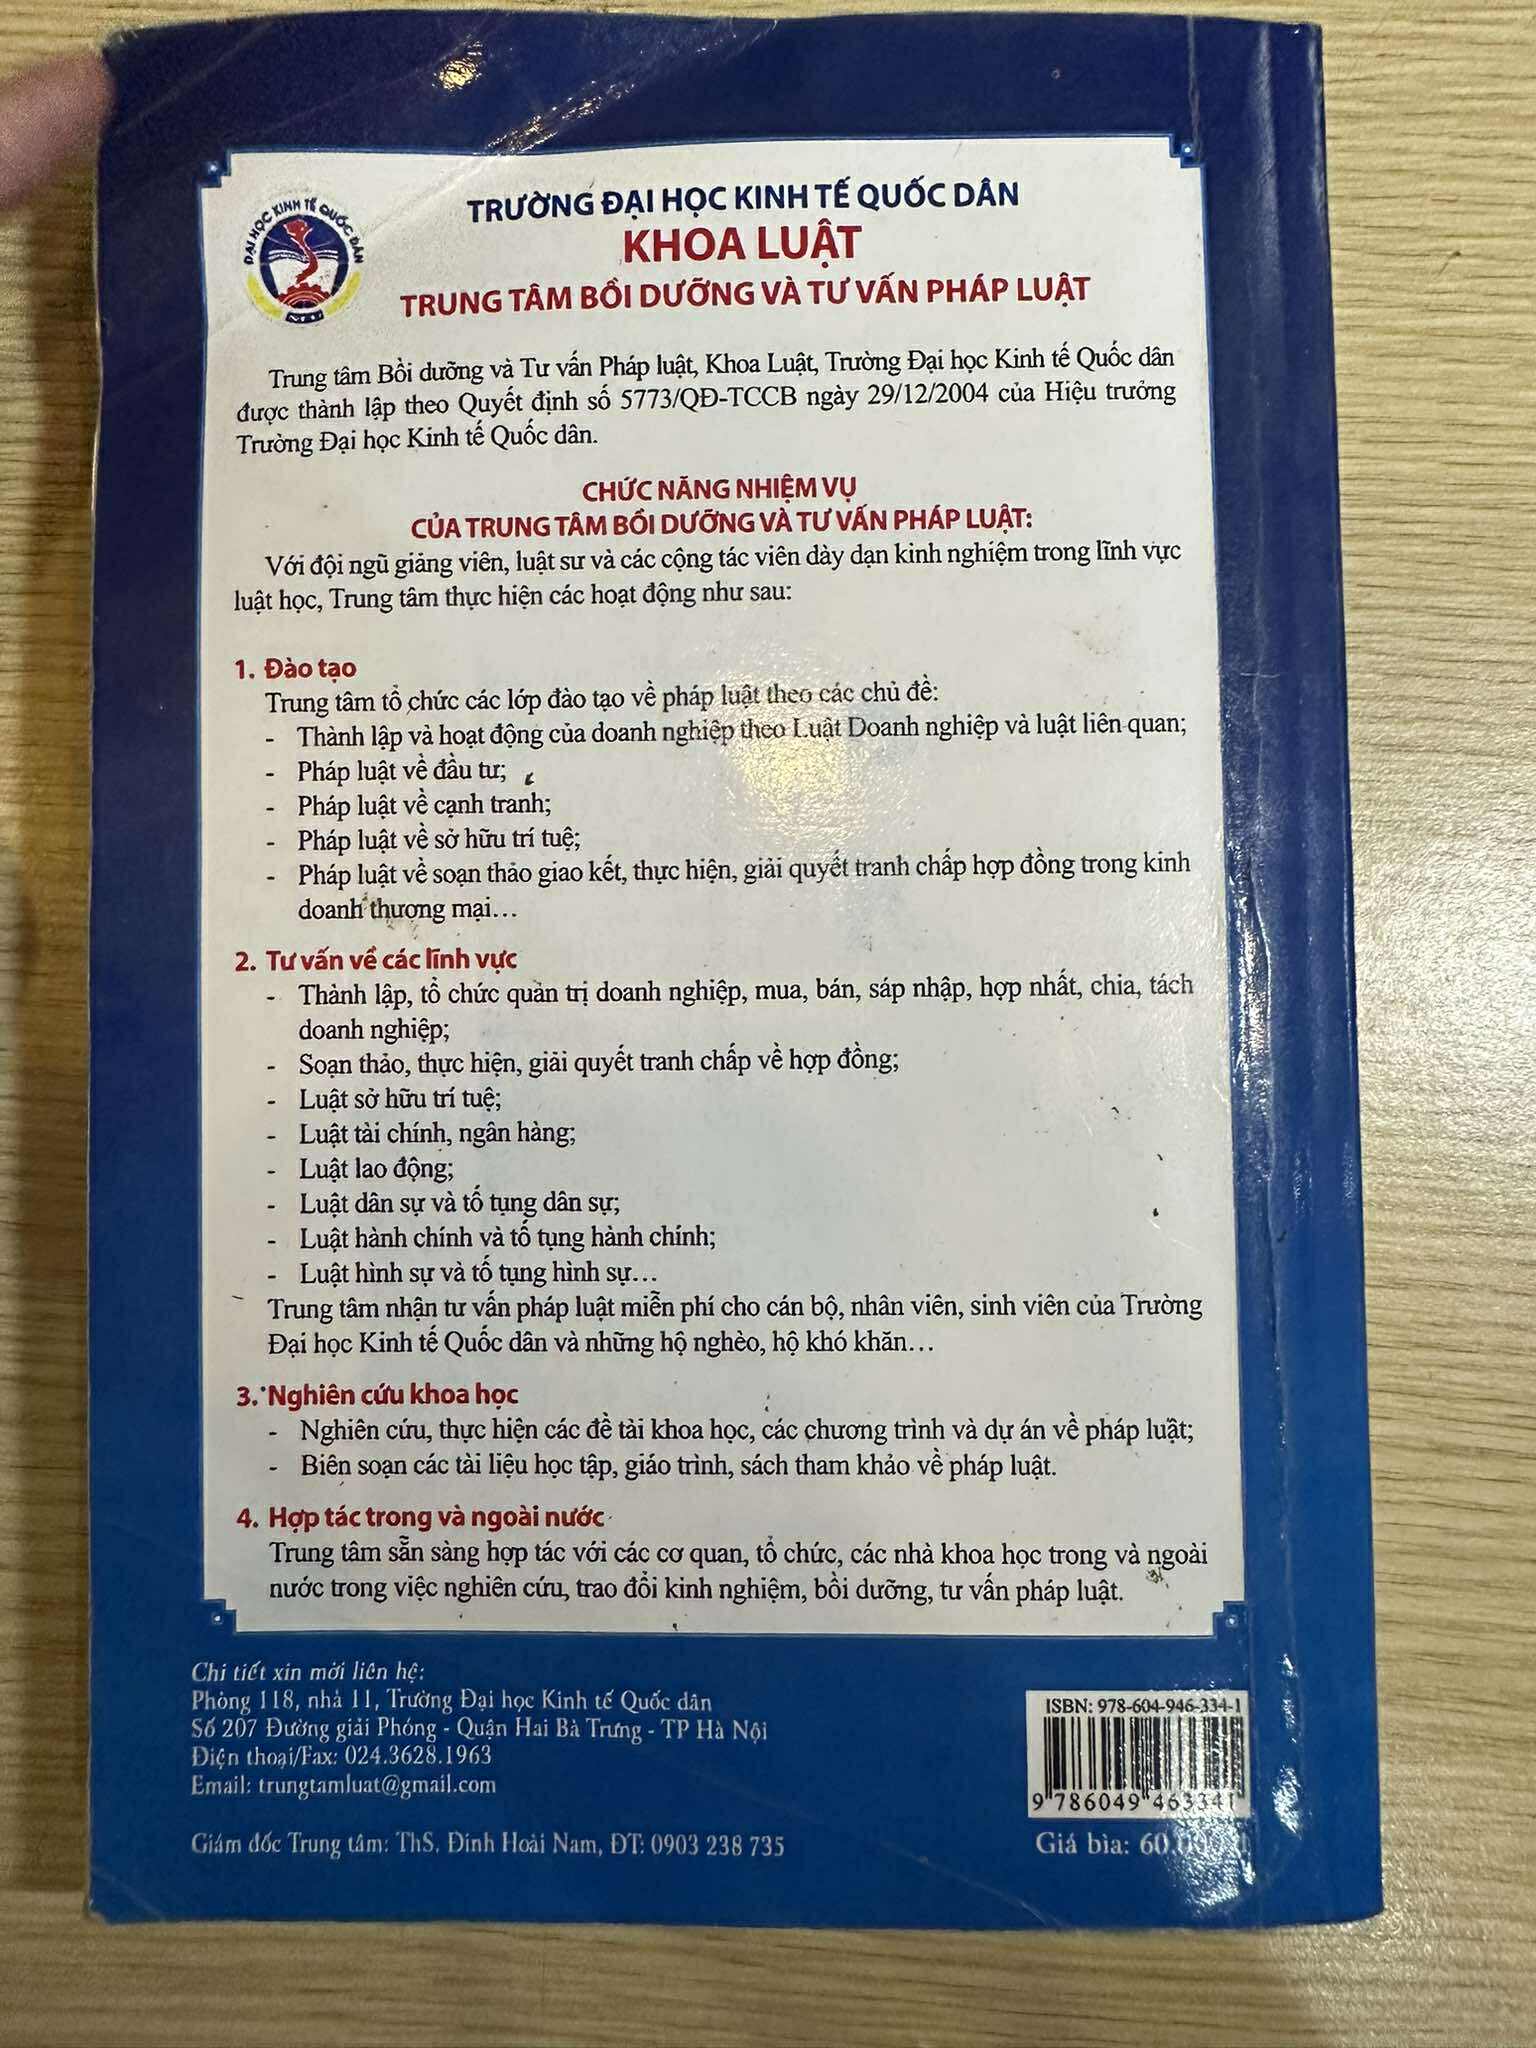 ĐẠI HỌC KINH TẾ QUỐC DÂN
TRƯỜNG ĐẠI HỌC KINH TẾ QUỐC DÂN
KHOA LUẬT
TRUNG TÂM BỒI DƯỠNG VÀ TƯ VẤN PHÁP LUẬT
Trung tâm Bồi dưỡng và Tư vấn Pháp luật, Khoa Luật, Trường Đại học Kinh tế Quốc dân
được thành lập theo Quyết định số 5773/QĐ-TCCB ngày 29/12/2004 của Hiệu trưởng
Trường Đại học Kinh tế Quốc dân.
CHỨC NĂNG NHIỆM VỤ
CỦA TRUNG TÂM BỒI DƯỠNG VÀ TƯ VẤN PHÁP LUẬT:
Với đội ngũ giảng viên, luật sư và các cộng tác viên dày dạn kinh nghiệm trong lĩnh vực
luật học, Trung tâm thực hiện các hoạt động như sau:
1. Đào tạo
Trung tâm tổ chức các lớp đào tạo về pháp luật theo các chủ đề:
- Thành lập và hoạt động của doanh nghiệp theo Luật Doanh nghiệp và luật liên quan;
- Pháp luật về đầu tư;
- Pháp luật về cạnh tranh;
- Pháp luật về sở hữu trí tuệ;
- Pháp luật về soạn thảo giao kết, thực hiện, giải quyết tranh chấp hợp đồng trong kinh
doanh thương mại...
2. Tư vấn về các lĩnh vực
- Thành lập, tổ chức quản trị doanh nghiệp, mua, bán, sáp nhập, hợp nhất, chia, tách
doanh nghiệp;
- Soạn thảo, thực hiện, giải quyết tranh chấp về hợp đồng;
- Luật sở hữu trí tuệ;
- Luật tài chính, ngân hàng;
- Luật lao động;
- Luật dân sự và tố tụng dân sự;
- Luật hành chính và tố tụng hành chính;
- Luật hình sự và tố tụng hình sự...
Trung tâm nhận tư vấn pháp luật miễn phí cho cán bộ, nhân viên, sinh viên của Trường
Đại học Kinh tế Quốc dân và những hộ nghèo, hộ khó khăn...
3. Nghiên cứu khoa học
- Nghiên cứu, thực hiện các đề tài khoa học, các chương trình và dự án về pháp luật;
- Biên soạn các tài liệu học tập, giáo trình, sách tham khảo về pháp luật.
4. Hợp tác trong và ngoài nước
Trung tâm sẵn sàng hợp tác với các cơ quan, tổ chức, các nhà khoa học trong và ngoài
nước trong việc nghiên cứu, trao đổi kinh nghiệm, bồi dưỡng, tư vấn pháp luật.
Chi tiết xin mời liên hệ:
Phòng 118, nhà 11, Trường Đại học Kinh tế Quốc dân
Số 207 Đường giải Phóng - Quận Hai Bà Trưng - TP Hà Nội
Điện thoại/Fax: 024.3628.1963
Email: trungtamluat@gmail.com
Giám đốc Trung tâm: ThS. Đinh Hoài Nam, ĐT: 0903 238 735
ISBN: 978-604-946-334-1
9 786049 463341
Giá bìa: